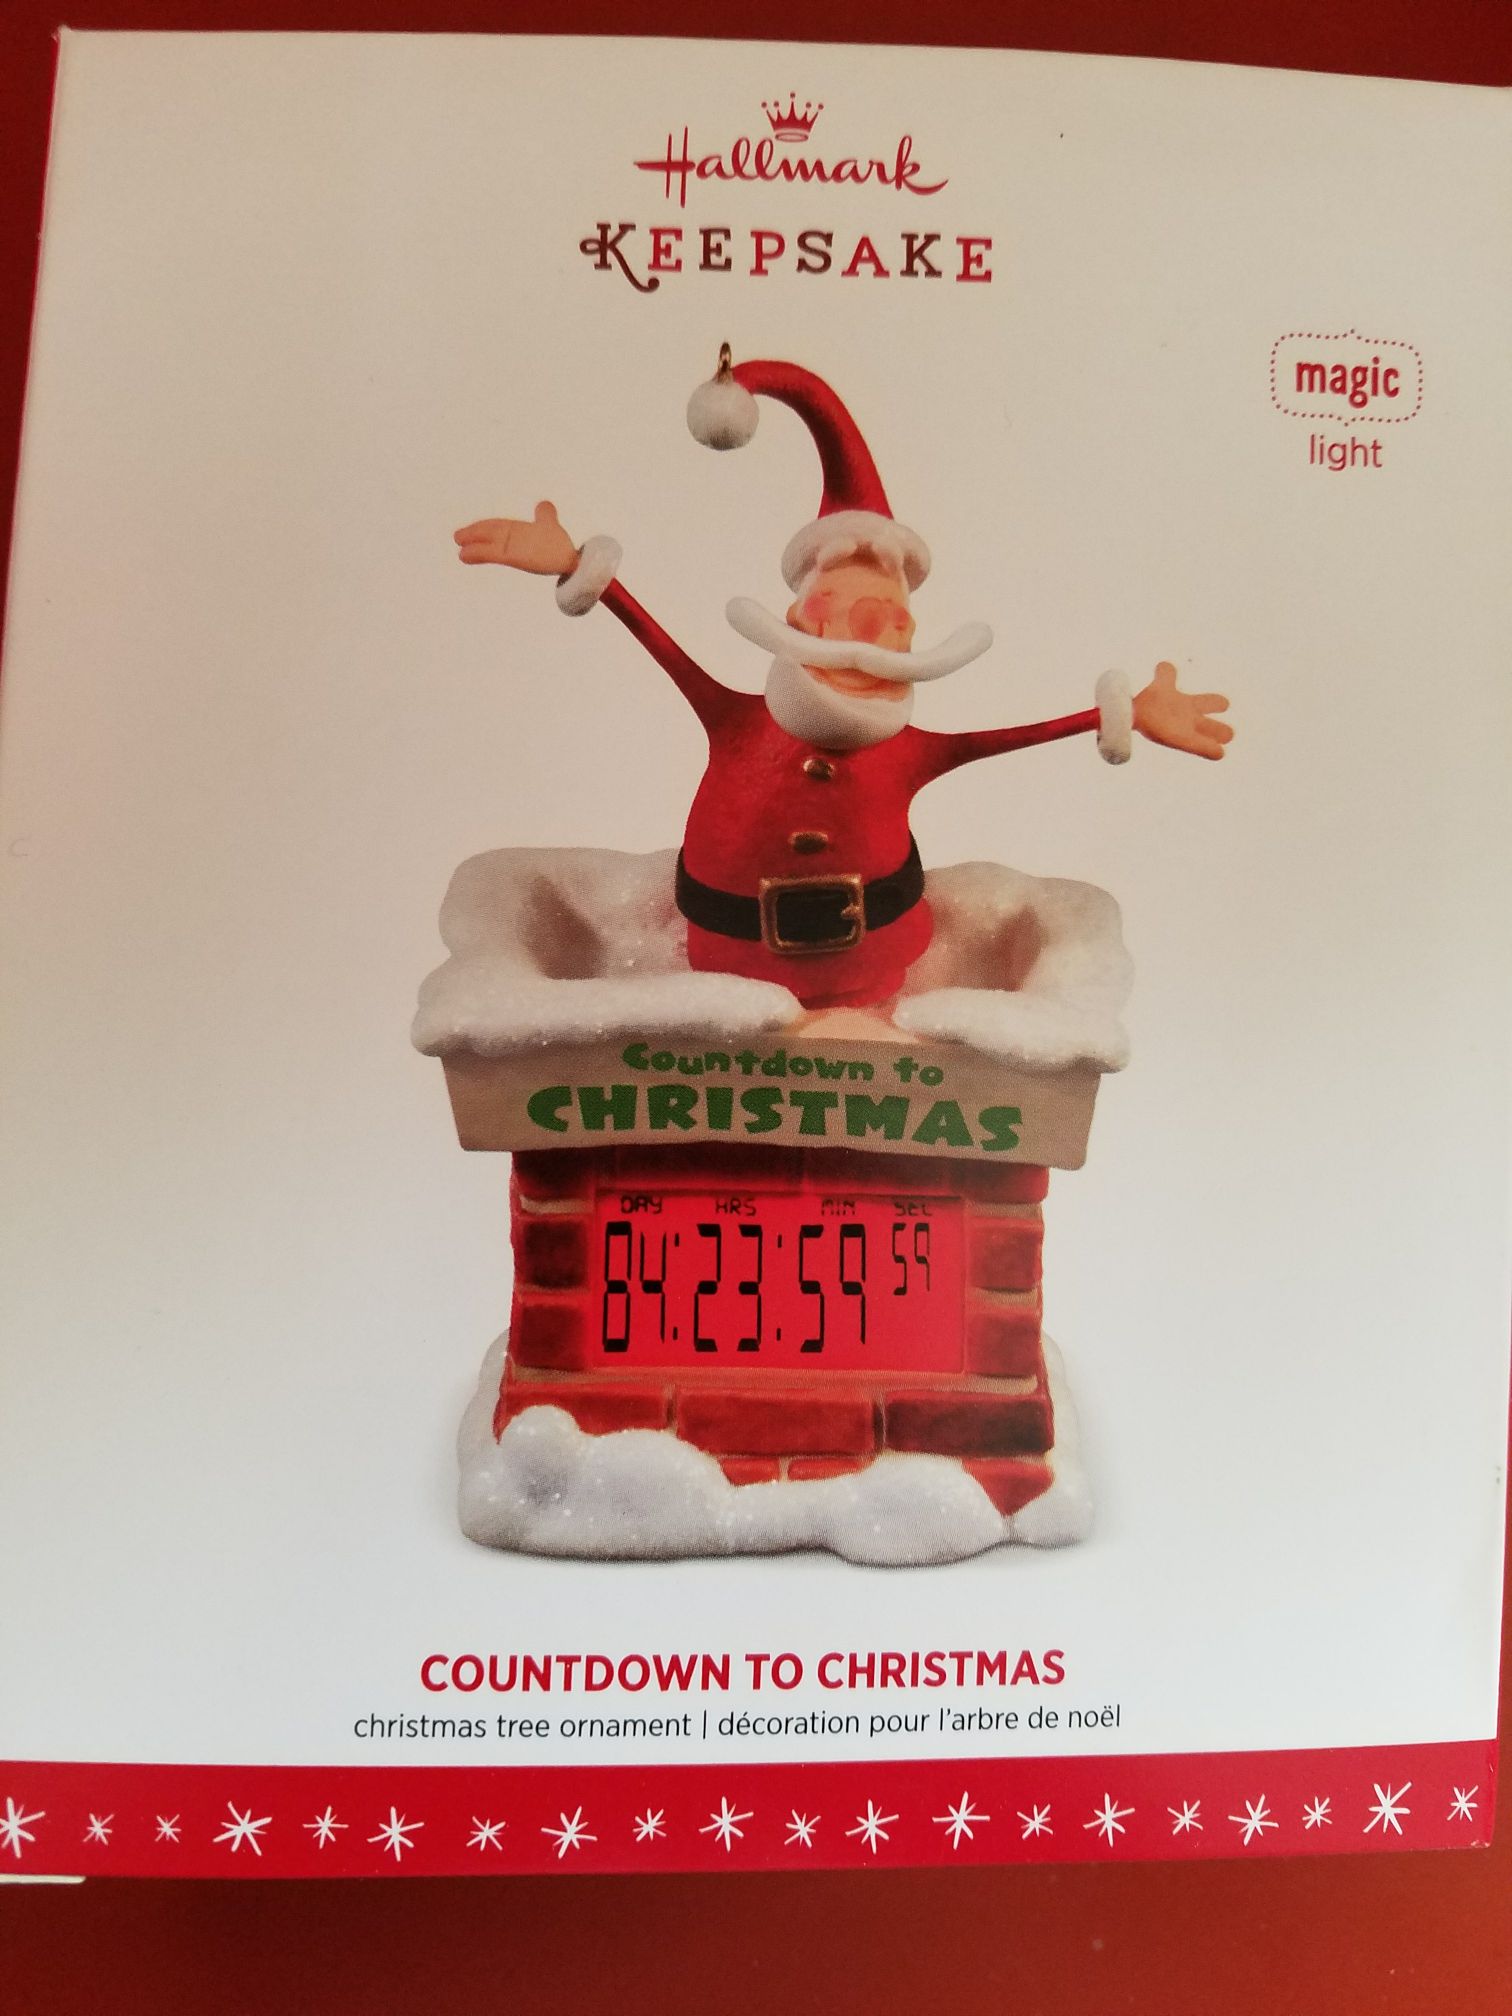 Hallmark
KEEPSAKE
magic
light
Countdown to
CHRISTMAS
DAY HRS MIN SEC
84:23:59 59
COUNTDOWN TO CHRISTMAS
christmas tree ornament | décoration pour l'arbre de noël